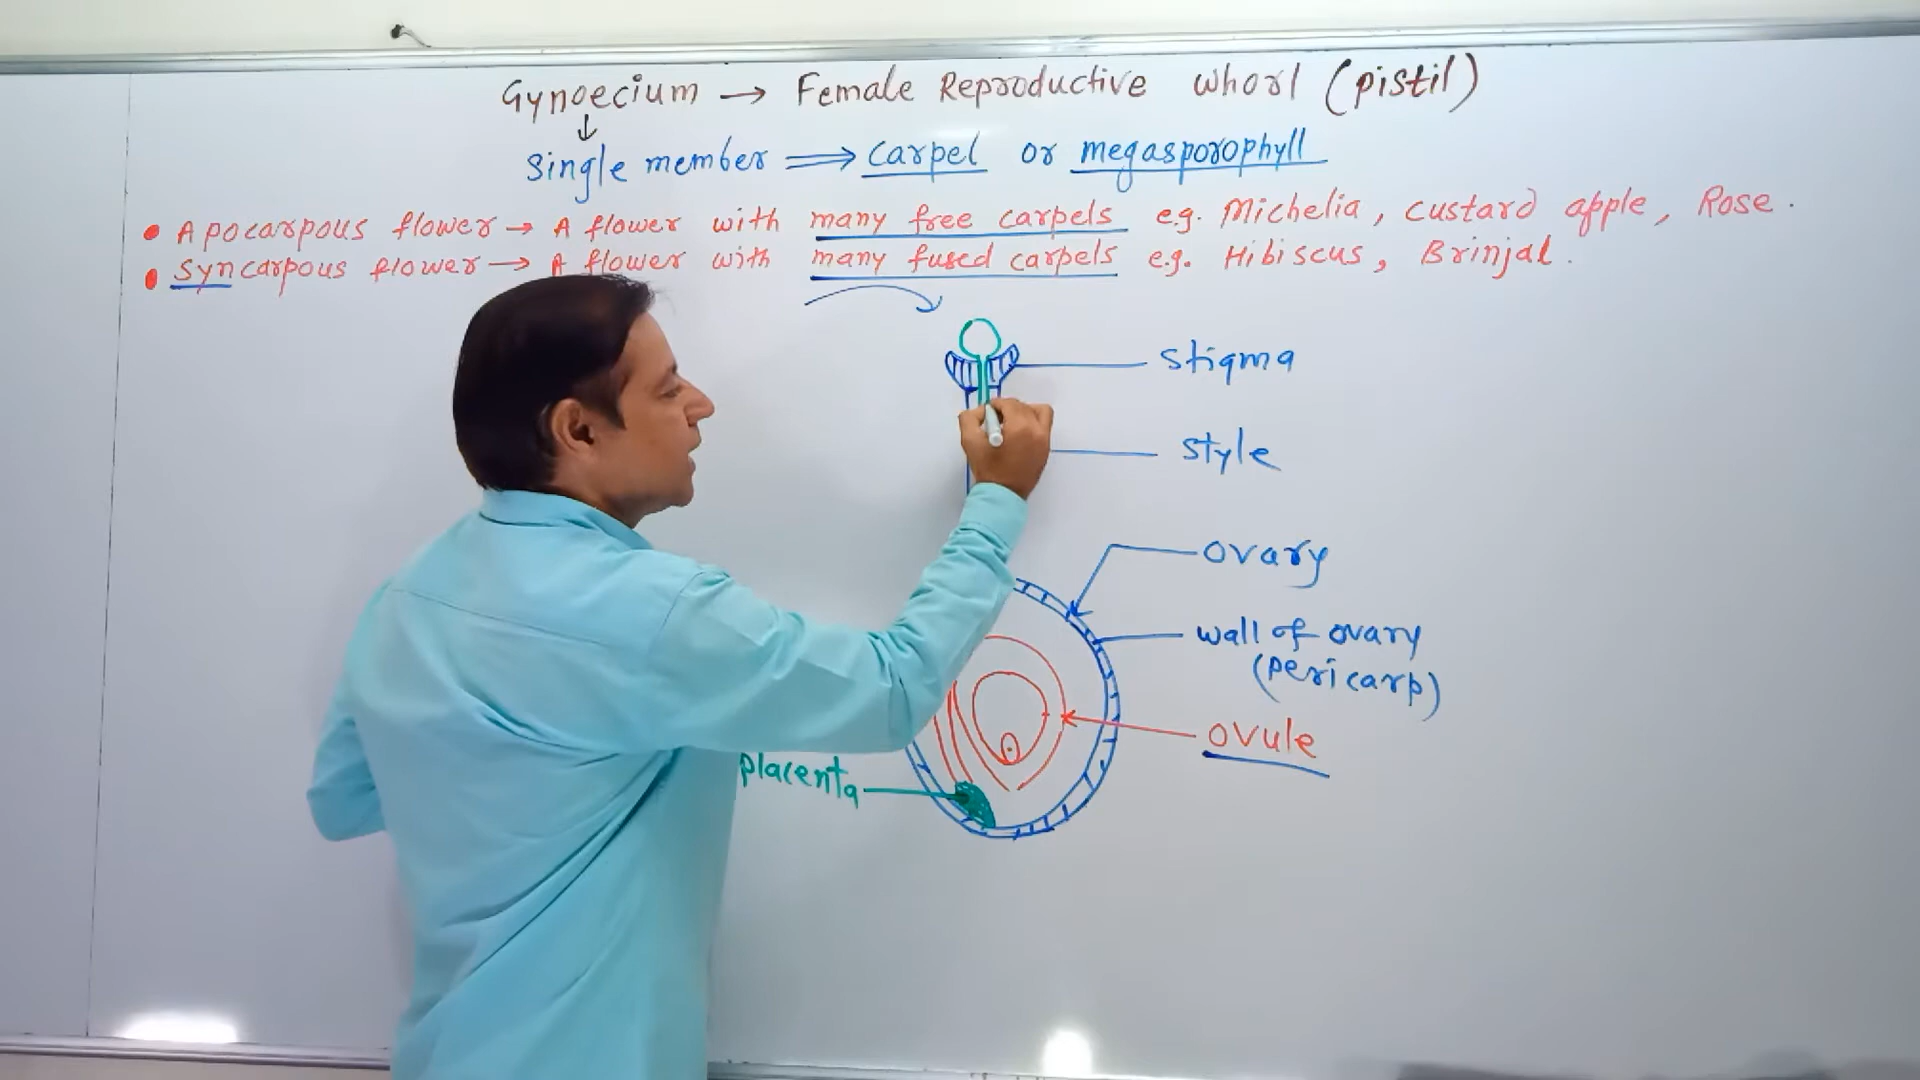 Gynoecium → Female Reproductive whorl (pistil)
↓
Single member ⟹ carpel or megasporophyll
• Apocarpous flower → A flower with many free carpels e.g. Michelia, custard apple, Rose.
• Syncarpous flower → A flower with many fused carpels e.g. Hibiscus, Brinjal.
stigma
style
ovary
wall of ovary
(pericarp)
ovule
placenta